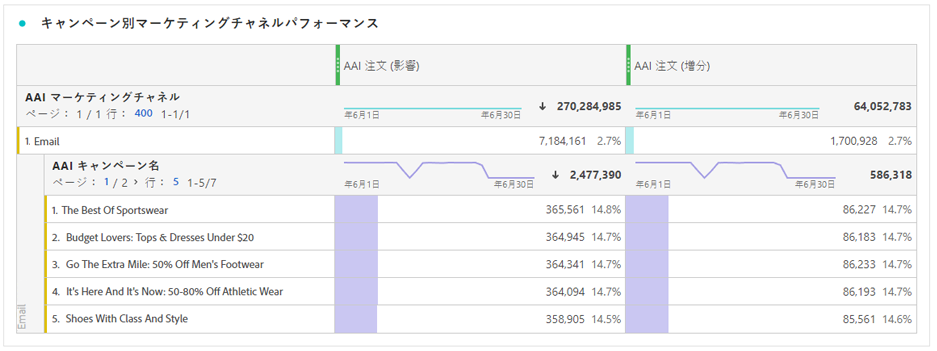 キャンペーン別マーケティングチャネルパフォーマンス
AAI 注文 (影響) AAI 注文 (増分)
AAI マーケティングチャネル
ページ： 1 / 1 行： 400 1-1/1
年6月1日 年6月30日 ↓ 270,284,985 年6月1日 年6月30日 64,052,783
1. Email 7,184,161 2.7% 1,700,928 2.7%
AAI キャンペーン名
ページ： 1 / 2 > 行： 5 1-5/7
年6月1日 年6月30日 ↓ 2,477,390 年6月1日 年6月30日 586,318
1. The Best Of Sportswear 365,561 14.8% 86,227 14.7%
2. Budget Lovers: Tops & Dresses Under $20 364,945 14.7% 86,183 14.7%
3. Go The Extra Mile: 50% Off Men's Footwear 364,341 14.7% 86,233 14.7%
4. It's Here And It's Now: 50-80% Off Athletic Wear 364,094 14.7% 86,193 14.7%
5. Shoes With Class And Style 358,905 14.5% 85,561 14.6%
Email